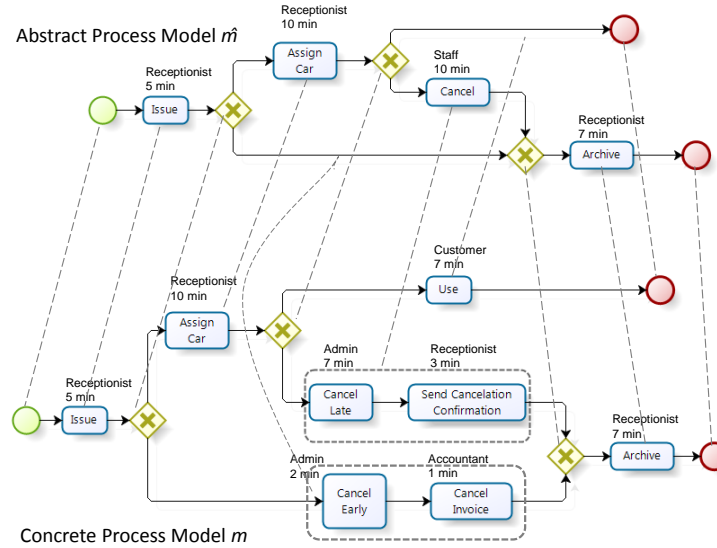 Abstract Process Model m̂
Receptionist
10 min
Assign
Car
Receptionist
5 min
Issue
Staff
10 min
Cancel
Receptionist
7 min
Archive
Customer
7 min
Use
Receptionist
10 min
Assign
Car
Admin
7 min
Cancel
Late
Receptionist
3 min
Send Cancelation
Confirmation
Receptionist
5 min
Issue
Receptionist
7 min
Archive
Admin
2 min
Cancel
Early
Accountant
1 min
Cancel
Invoice
Concrete Process Model m